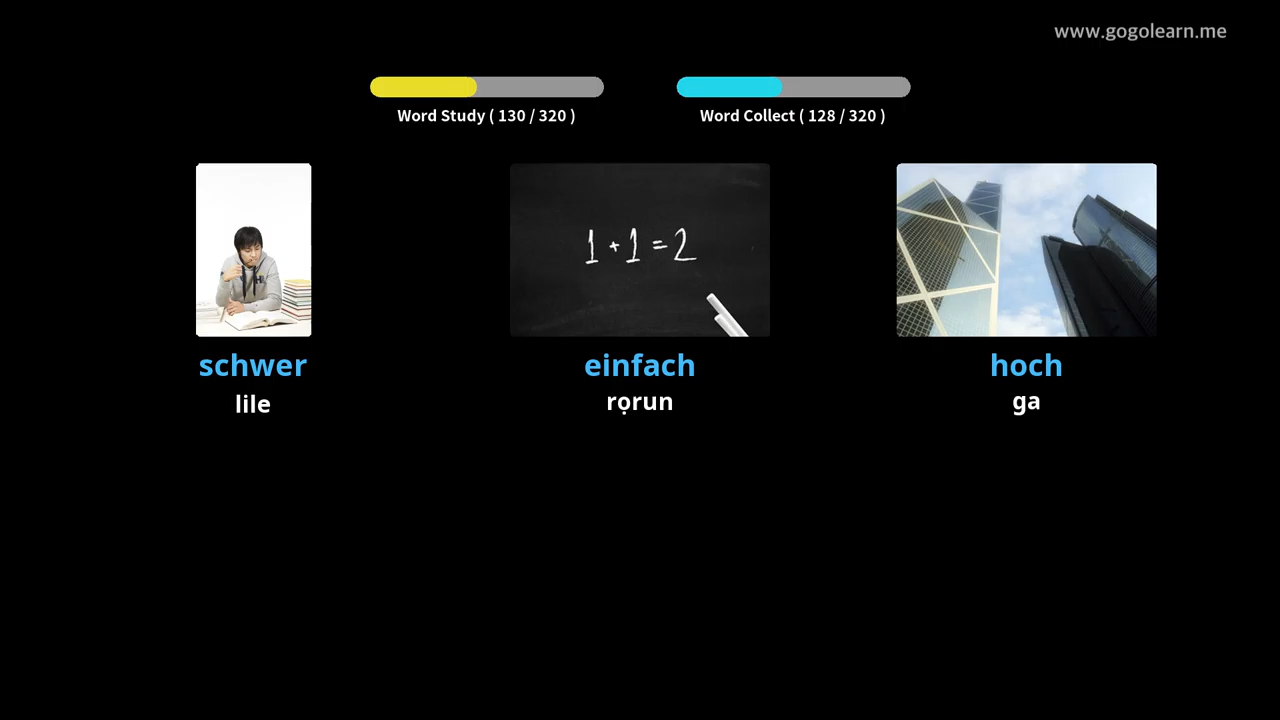 www.gogolearn.me
Word Study ( 130 / 320 )
Word Collect ( 128 / 320 )
1 + 1 = 2
schwer
einfach
hoch
lile
rọrun
ga